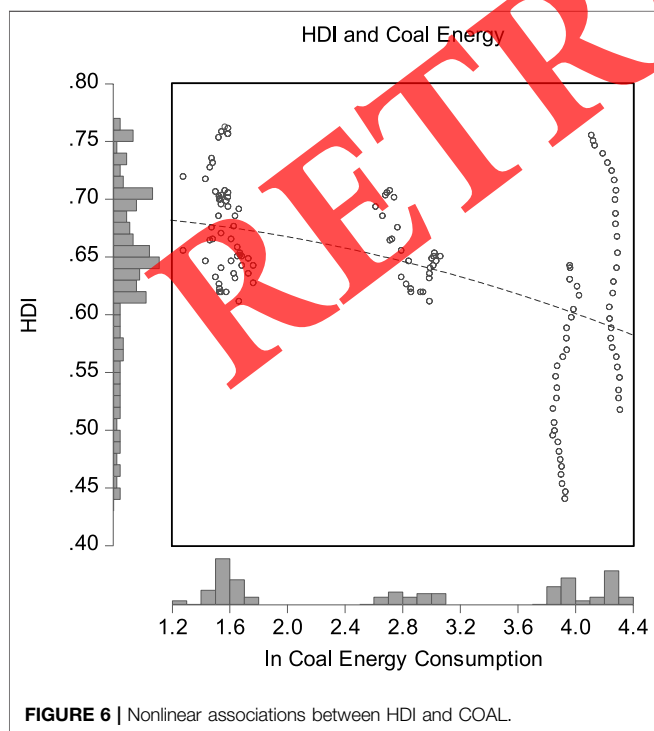 HDI and Coal Energy
RETR
.80
.75
.70
.65
.60
.55
.50
.45
.40
HDI
1.2 1.6 2.0 2.4 2.8 3.2 3.6 4.0 4.4
In Coal Energy Consumption
FIGURE 6 | Nonlinear associations between HDI and COAL.